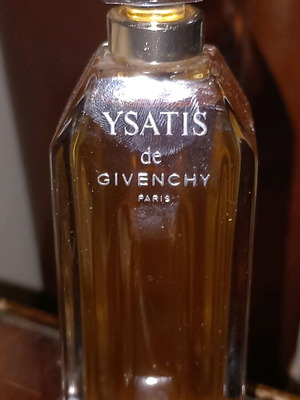 YSATIS
de
GIVENCHY
PARIS